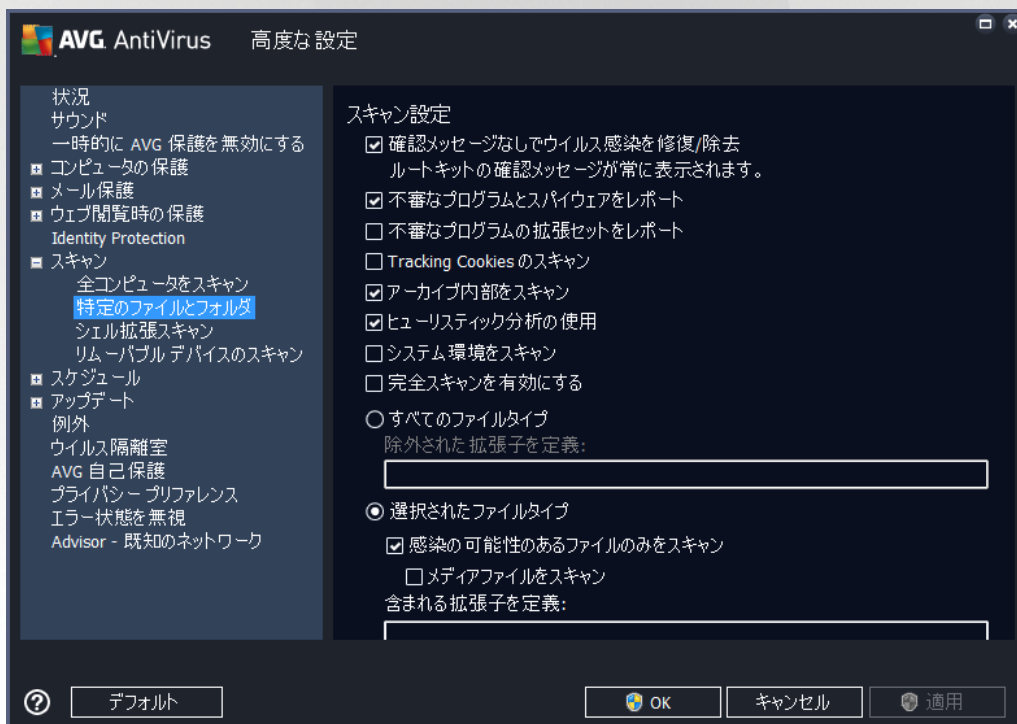 AVG. AntiVirus 高度な設定
状況
サウンド
一時的に AVG 保護を無効にする
コンピュータの保護
メール保護
ウェブ閲覧時の保護
Identity Protection
スキャン
全コンピュータをスキャン
特定のファイルとフォルダ
シェル拡張スキャン
リムーバブル デバイスのスキャン
スケジュール
アップデート
例外
ウイルス隔離室
AVG 自己保護
プライバシー プリファレンス
エラー状態を無視
Advisor - 既知のネットワーク
スキャン設定
確認メッセージなしでウイルス感染を修復/除去
ルートキットの確認メッセージが常に表示されます。
不審なプログラムとスパイウェアをレポート
不審なプログラムの拡張セットをレポート
Tracking Cookies のスキャン
アーカイブ内部をスキャン
ヒューリスティック分析の使用
システム環境をスキャン
完全スキャンを有効にする
すべてのファイルタイプ
除外された拡張子を定義:
選択されたファイルタイプ
感染の可能性のあるファイルのみをスキャン
メディアファイルをスキャン
含まれる拡張子を定義:
? デフォルト OK キャンセル 適用